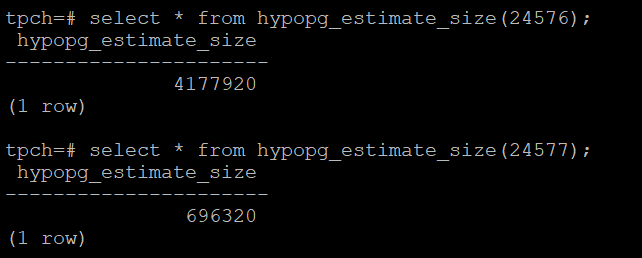 tpch=# select * from hypopg_estimate_size(24576);
 hypopg_estimate_size
----------------------
              4177920
(1 row)

tpch=# select * from hypopg_estimate_size(24577);
 hypopg_estimate_size
----------------------
               696320
(1 row)